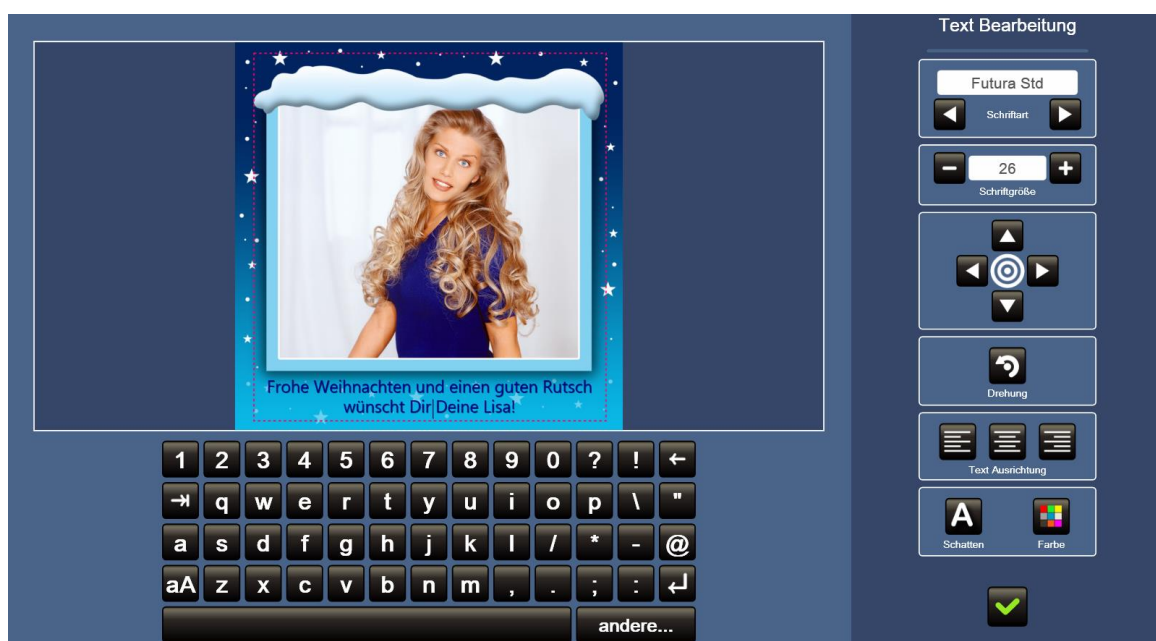 Text Bearbeitung
Futura Std
Schriftart
26
Schriftgröße
Drehung
Text Ausrichtung
A
Schatten
Farbe
Frohe Weihnachten und einen guten Rutsch
wünscht Dir Deine Lisa!
1 2 3 4 5 6 7 8 9 0 ? !
q w e r t y u i o p \ "
a s d f g h j k l / * - @
aA z x c v b n m , . ; :
andere...